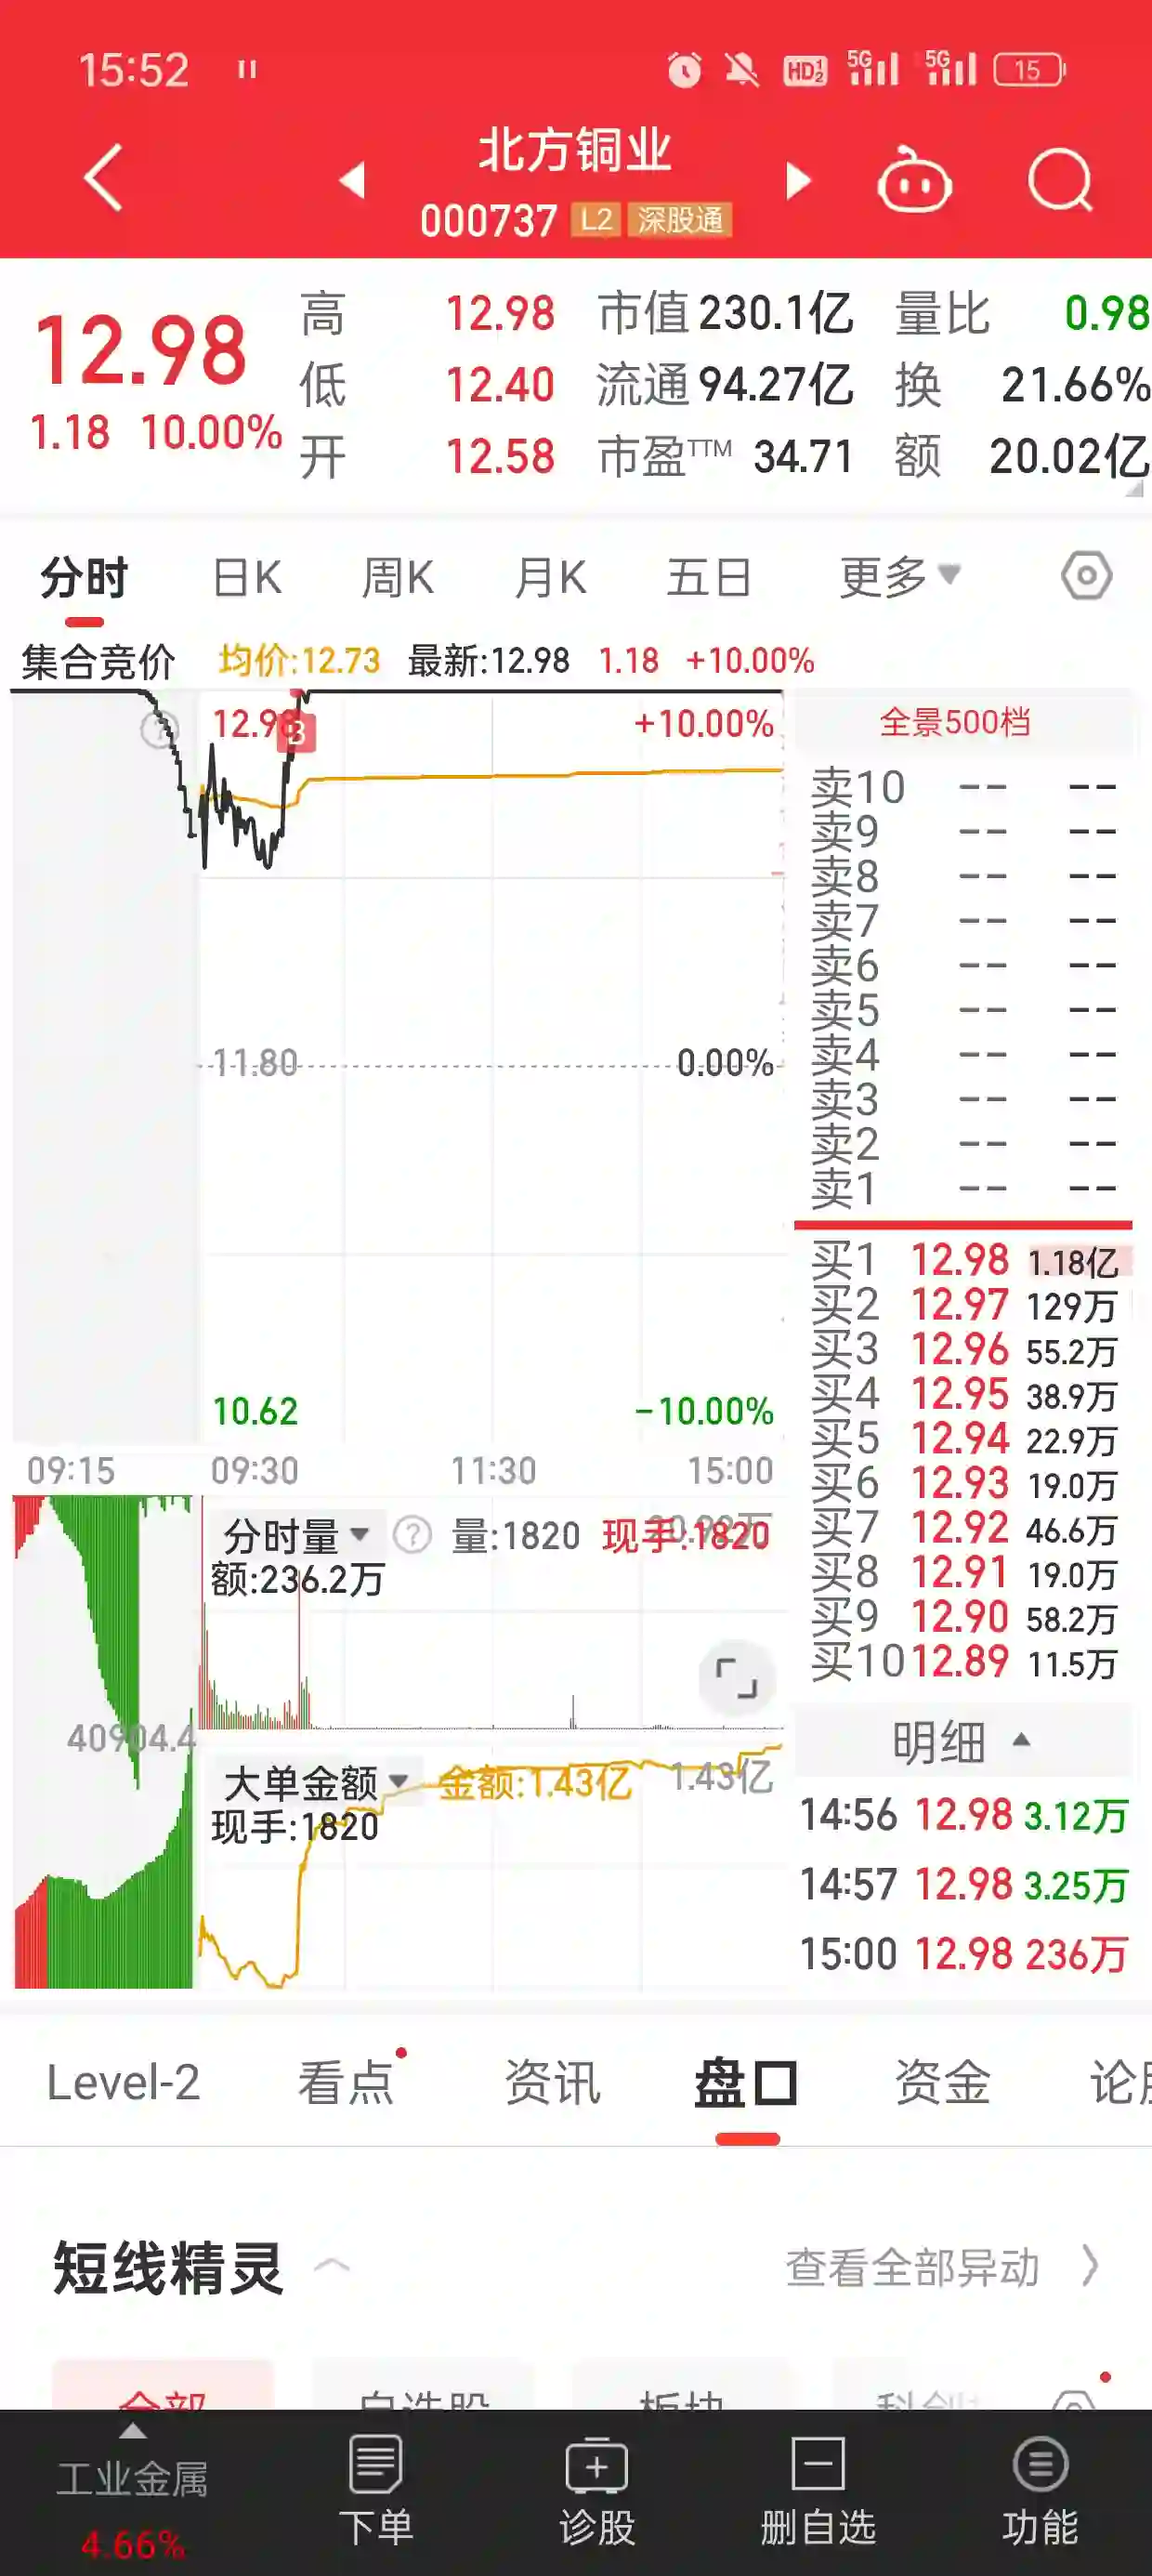 15:52 HD 1 2 5G 5G 15
北方铜业
000737 L2 深股通
12.98
1.18 10.00%
高 12.98 市值 230.1亿 量比 0.98
低 12.40 流通 94.27亿 换 21.66%
开 12.58 市盈TTM 34.71 额 20.02亿
分时 日K 周K 月K 五日 更多
集合竞价 均价:12.73 最新:12.98 1.18 +10.00%
12.98 B +10.00%
11.80 0.00%
10.62 -10.00%
09:15 09:30 11:30 15:00
全景500档
卖10 -- --
卖9 -- --
卖8 -- --
卖7 -- --
卖6 -- --
卖5 -- --
卖4 -- --
卖3 -- --
卖2 -- --
卖1 -- --
买1 12.98 1.18亿
买2 12.97 129万
买3 12.96 55.2万
买4 12.95 38.9万
买5 12.94 22.9万
买6 12.93 19.0万
买7 12.92 46.6万
买8 12.91 19.0万
买9 12.90 58.2万
买10 12.89 11.5万
分时量 ? 量:1820 现手:1820
额:236.2万
40904.4
大单金额 金额:1.43亿 1.43亿
现手:1820
明细
14:56 12.98 3.12万
14:57 12.98 3.25万
15:00 12.98 236万
Level-2 看点 资讯 盘口 资金
短线精灵 查看全部异动
全部 自选股 板块 科创
工业金属 下单 诊股 删自选 功能
4.66%